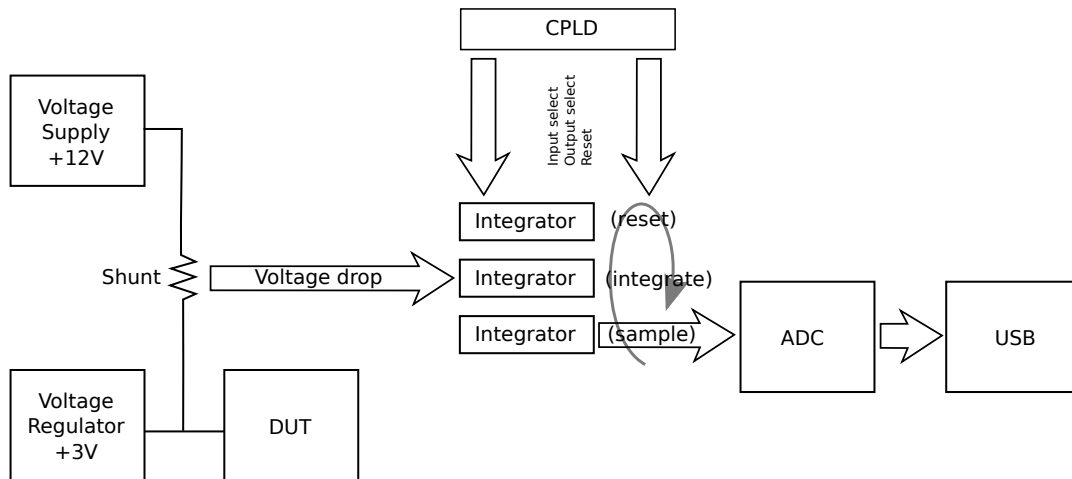 CPLD
Voltage
Supply
+12V
Input select
Output select
Reset
Integrator
(reset)
Shunt
Voltage drop
Integrator
(integrate)
Integrator
(sample)
ADC
USB
Voltage
Regulator
+3V
DUT